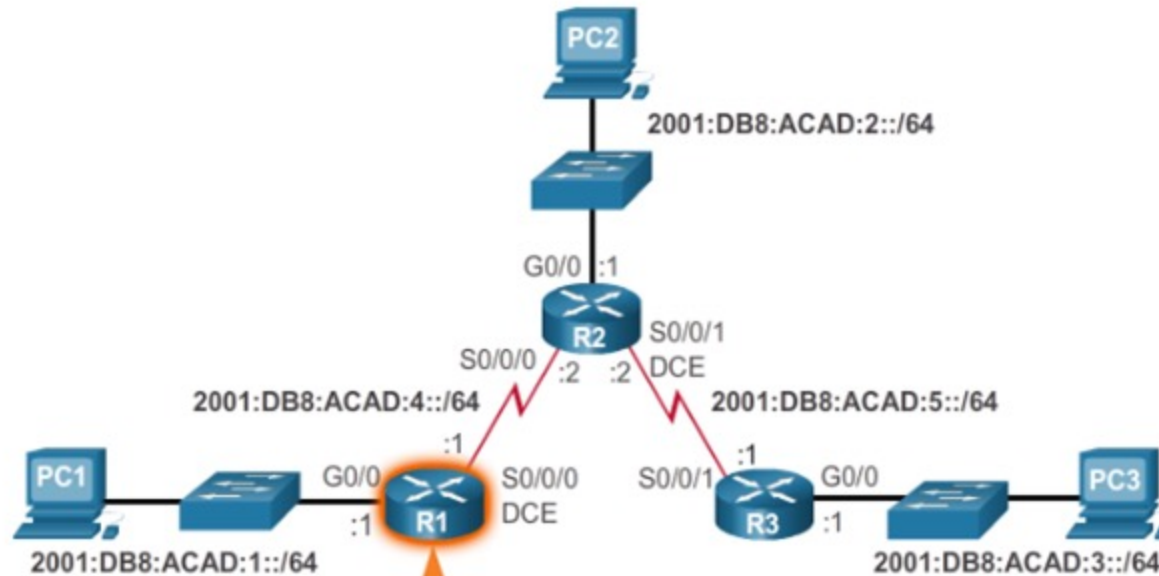 PC2
2001:DB8:ACAD:2::/64
G0/0 :1
R2
S0/0/1
DCE
S0/0/0
:2 :2
2001:DB8:ACAD:4::/64
2001:DB8:ACAD:5::/64
:1
:1
PC1
G0/0
S0/0/0
DCE
R1
:1
S0/0/1
G0/0
R3
:1
PC3
2001:DB8:ACAD:1::/64
2001:DB8:ACAD:3::/64